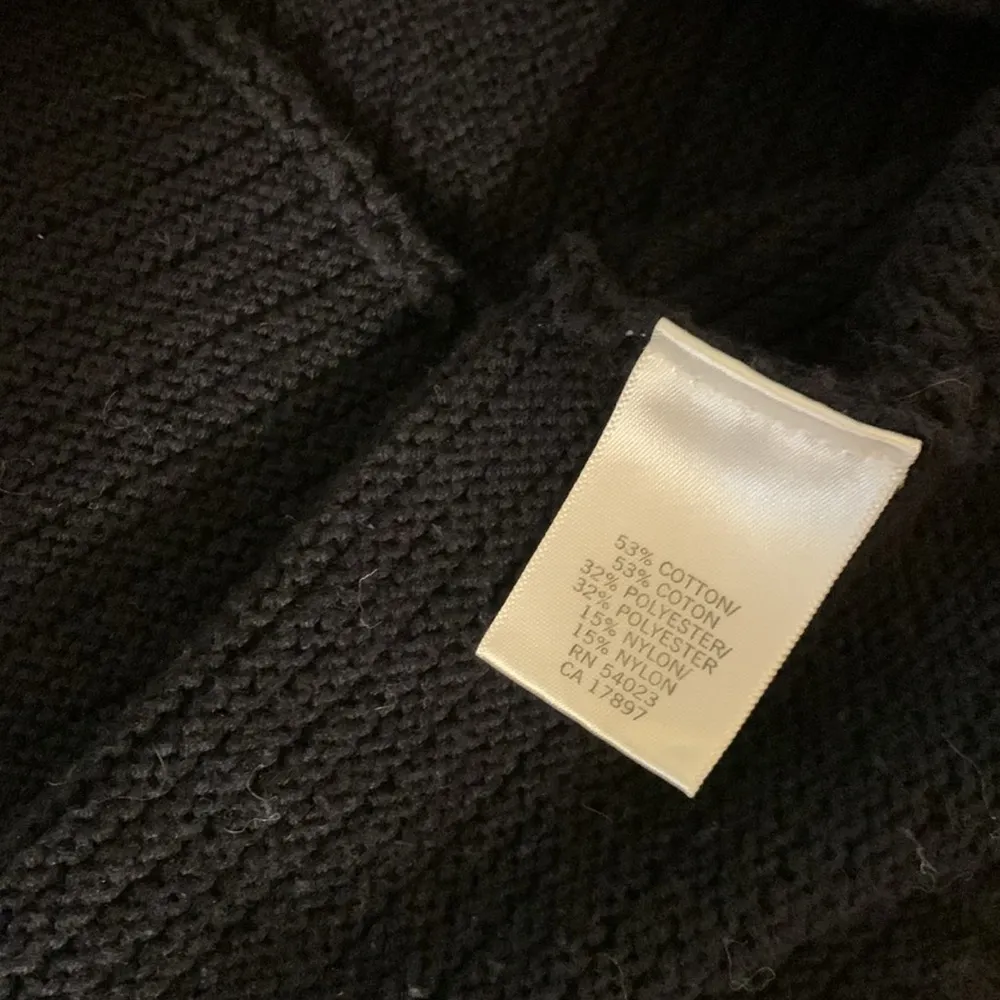 53% COTTON/
53% COTON
32% POLYESTER/
32% POLYESTER
15% NYLON/
15% NYLON
RN 54023
CA 17897